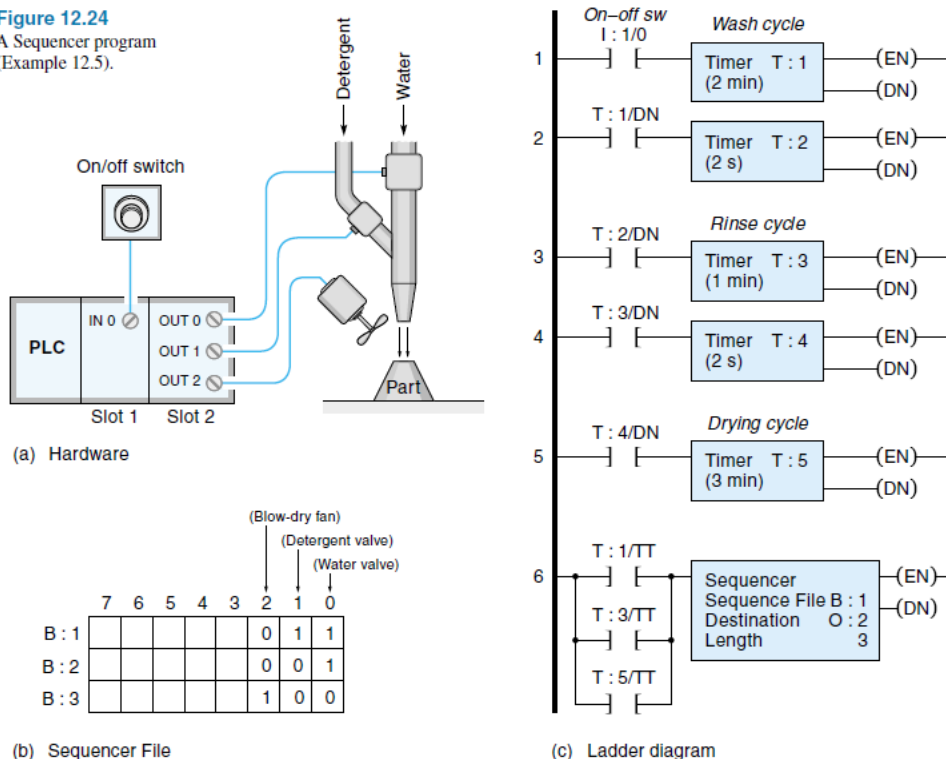 Figure 12.24
A Sequencer program
(Example 12.5).
Detergent
Water
On/off switch
PLC
IN 0
OUT 0
OUT 1
OUT 2
Slot 1 Slot 2
Part
(a) Hardware
(Blow-dry fan)
(Detergent valve)
(Water valve)
7 6 5 4 3 2 1 0
B : 1 0 1 1
B : 2 0 0 1
B : 3 1 0 0
(b) Sequencer File
On–off sw
I : 1/0
Wash cycle
1
Timer T : 1
(2 min)
(EN)
(DN)
T : 1/DN
2
Timer T : 2
(2 s)
(EN)
(DN)
Rinse cycle
T : 2/DN
3
Timer T : 3
(1 min)
(EN)
(DN)
T : 3/DN
4
Timer T : 4
(2 s)
(EN)
(DN)
Drying cycle
T : 4/DN
5
Timer T : 5
(3 min)
(EN)
(DN)
T : 1/TT
6
T : 3/TT
T : 5/TT
Sequencer
Sequence File B : 1
Destination O : 2
Length 3
(EN)
(DN)
(c) Ladder diagram